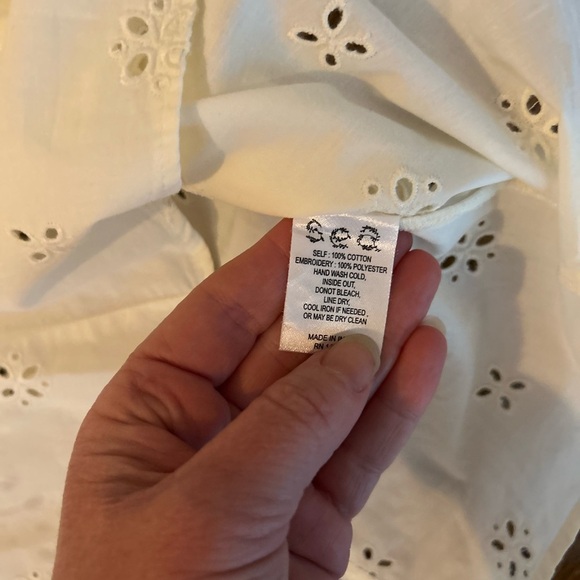 Sea
SELF : 100% COTTON
EMBROIDERY : 100% POLYESTER
HAND WASH COLD,
INSIDE OUT,
DONOT BLEACH,
LINE DRY,
COOL IRON IF NEEDED ,
OR MAY BE DRY CLEAN
MADE IN
RN